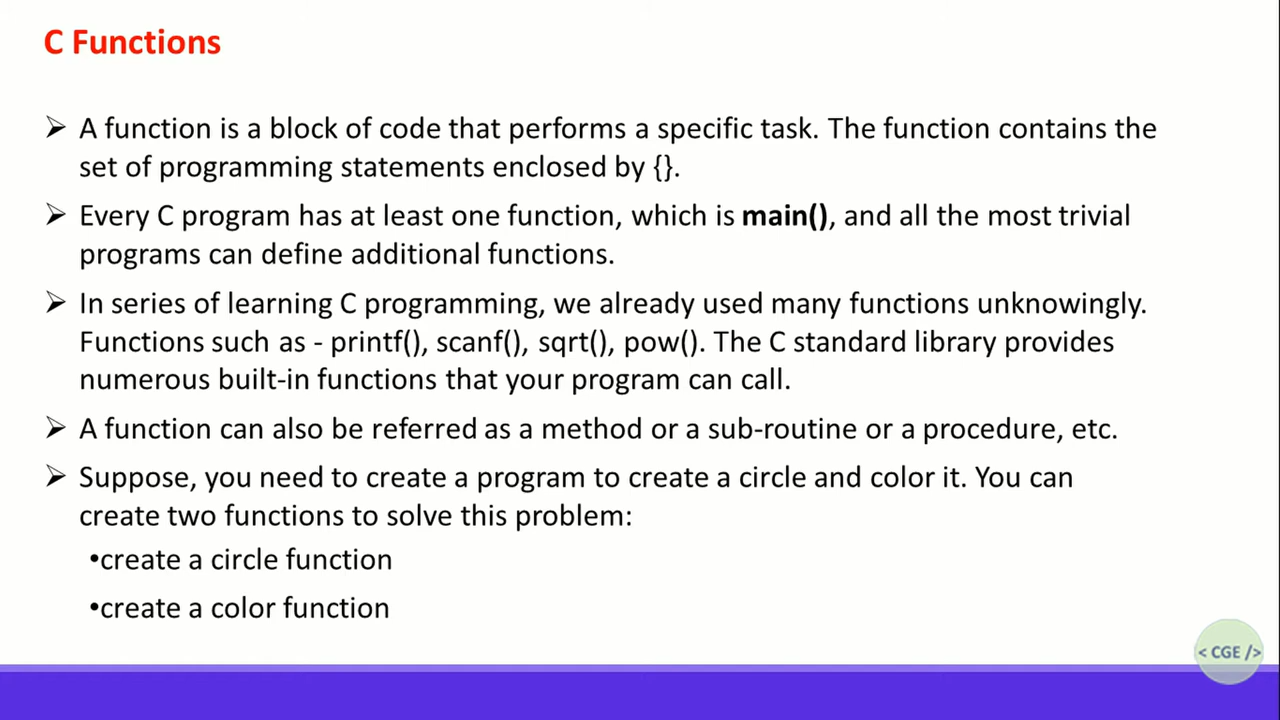 C Functions
➢ A function is a block of code that performs a specific task. The function contains the
set of programming statements enclosed by {}.
➢ Every C program has at least one function, which is main(), and all the most trivial
programs can define additional functions.
➢ In series of learning C programming, we already used many functions unknowingly.
Functions such as - printf(), scanf(), sqrt(), pow(). The C standard library provides
numerous built-in functions that your program can call.
➢ A function can also be referred as a method or a sub-routine or a procedure, etc.
➢ Suppose, you need to create a program to create a circle and color it. You can
create two functions to solve this problem:
•create a circle function
•create a color function
< CGE />